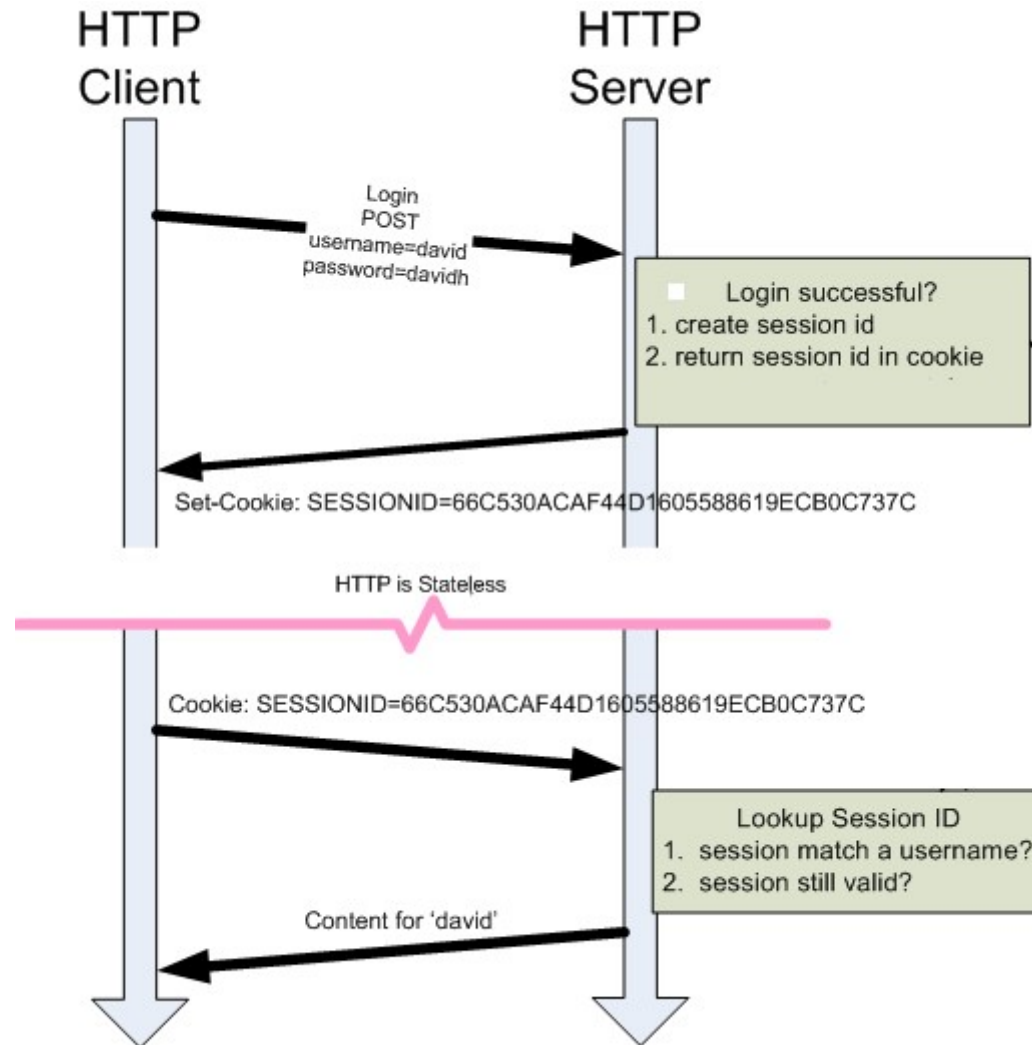 HTTP
Client
HTTP
Server
Login
POST
username=david
password=davidh
Login successful?
1. create session id
2. return session id in cookie
Set-Cookie: SESSIONID=66C530ACAF44D1605588619ECB0C737C
HTTP is Stateless
Cookie: SESSIONID=66C530ACAF44D1605588619ECB0C737C
Lookup Session ID
1. session match a username?
2. session still valid?
Content for ‘david’